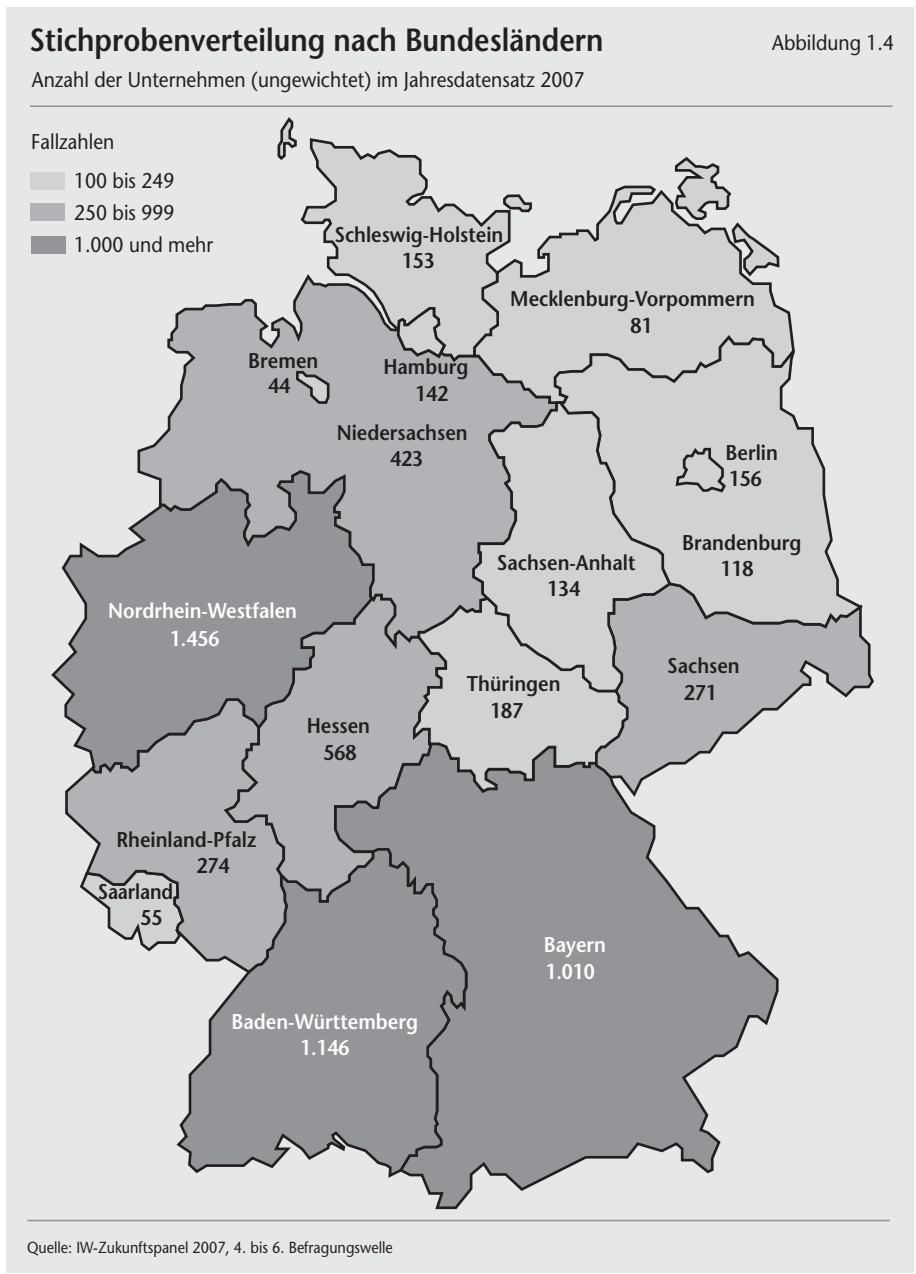 Stichprobenverteilung nach Bundesländern
Abbildung 1.4
Anzahl der Unternehmen (ungewichtet) im Jahresdatensatz 2007
Fallzahlen
100 bis 249
250 bis 999
1.000 und mehr
Schleswig-Holstein
153
Mecklenburg-Vorpommern
81
Bremen
44
Hamburg
142
Niedersachsen
423
Berlin
156
Brandenburg
118
Sachsen-Anhalt
134
Nordrhein-Westfalen
1.456
Sachsen
271
Thüringen
187
Hessen
568
Rheinland-Pfalz
274
Saarland
55
Bayern
1.010
Baden-Württemberg
1.146
Quelle: IW-Zukunftspanel 2007, 4. bis 6. Befragungswelle